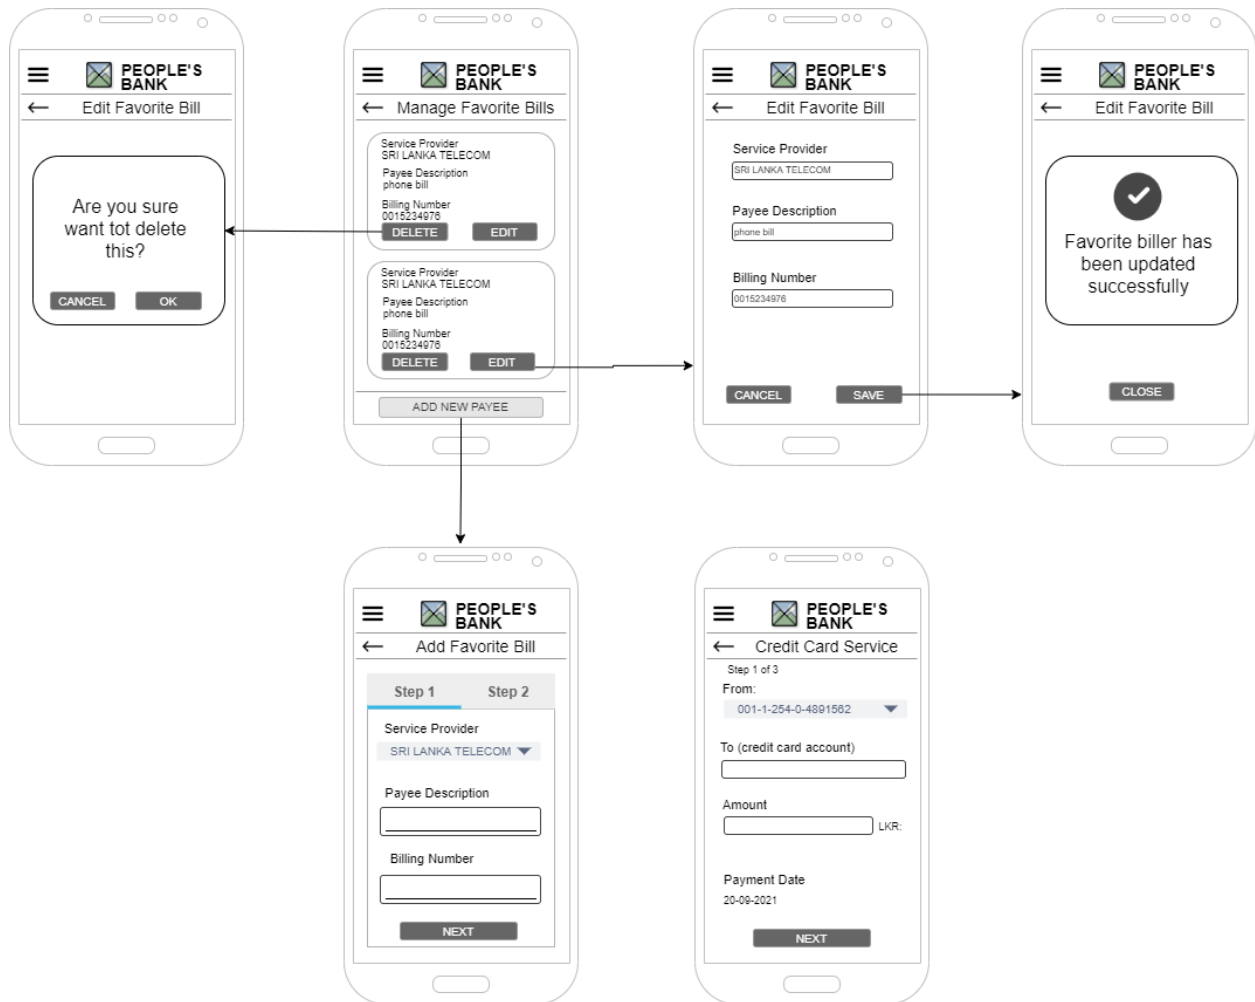 PEOPLE'S
BANK
Edit Favorite Bill
Are you sure
want tot delete
this?
CANCEL
OK
PEOPLE'S
BANK
Manage Favorite Bills
Service Provider
SRI LANKA TELECOM
Payee Description
phone bill
Billing Number
0015234976
DELETE
EDIT
Service Provider
SRI LANKA TELECOM
Payee Description
phone bill
Billing Number
0015234976
DELETE
EDIT
ADD NEW PAYEE
PEOPLE'S
BANK
Edit Favorite Bill
Service Provider
SRI LANKA TELECOM
Payee Description
phone bill
Billing Number
0015234976
CANCEL
SAVE
PEOPLE'S
BANK
Edit Favorite Bill
Favorite biller has
been updated
successfully
CLOSE
PEOPLE'S
BANK
Add Favorite Bill
Step 1
Step 2
Service Provider
SRI LANKA TELECOM
Payee Description
Billing Number
NEXT
PEOPLE'S
BANK
Credit Card Service
Step 1 of 3
From:
001-1-254-0-4891562
To (credit card account)
Amount
LKR:
Payment Date
20-09-2021
NEXT